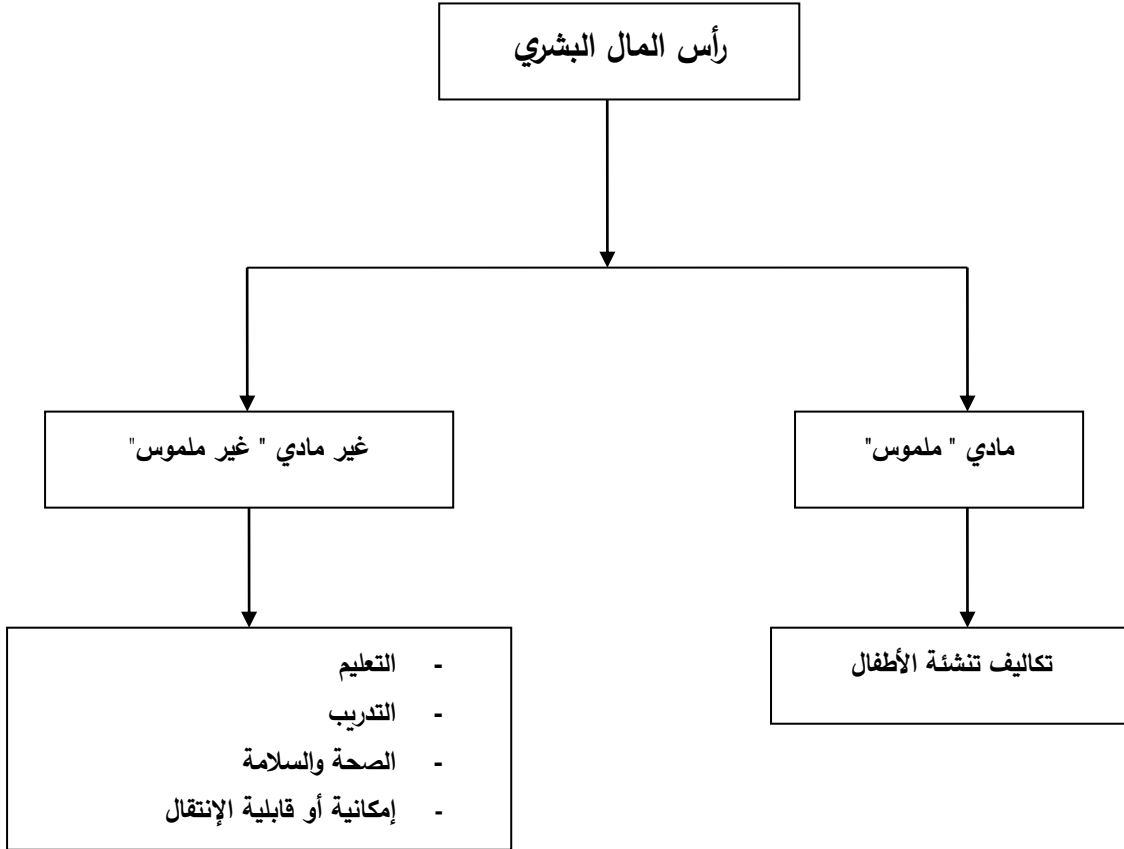 رأس المال البشري
مادي " ملموس"
غير مادي " غير ملموس"
تكاليف تنشئة الأطفال
- التعليم
- التدريب
- الصحة والسلامة
- إمكانية أو قابلية الإنتقال